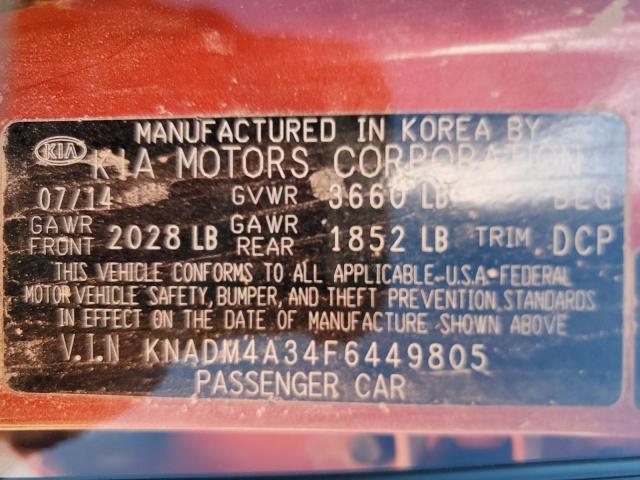 MANUFACTURED IN KOREA BY
KIA KIA MOTORS CORPORATION
07/14 GVWR 3660 LB BEG
GAWR FRONT 2028 LB GAWR REAR 1852 LB TRIM. DCP
THIS VEHICLE CONFORMS TO ALL APPLICABLE U.S.A. FEDERAL
MOTOR VEHICLE SAFETY, BUMPER, AND THEFT PREVENTION STANDARDS
IN EFFECT ON THE DATE OF MANUFACTURE SHOWN ABOVE
V.I.N KNADM4A34F6449805
PASSENGER CAR